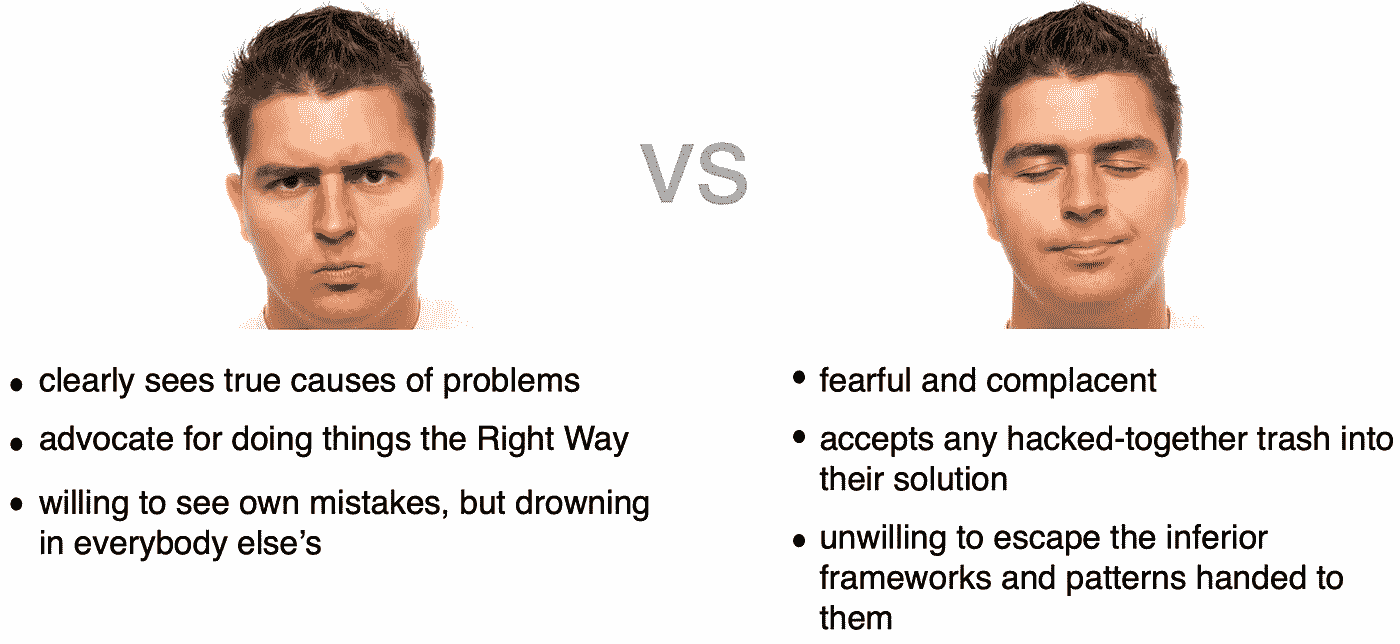 vs
• clearly sees true causes of problems
• advocate for doing things the Right Way
• willing to see own mistakes, but drowning
in everybody else’s
• fearful and complacent
• accepts any hacked-together trash into
their solution
• unwilling to escape the inferior
frameworks and patterns handed to
them